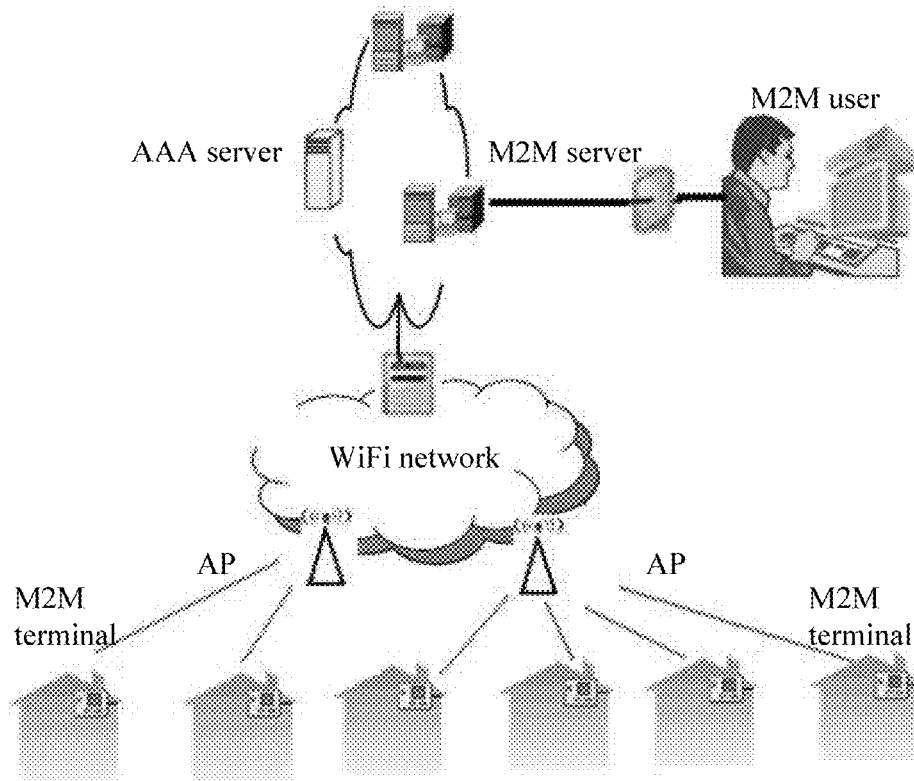 M2M user
AAA server
M2M server
WiFi network
AP
AP
M2M
terminal
M2M
terminal